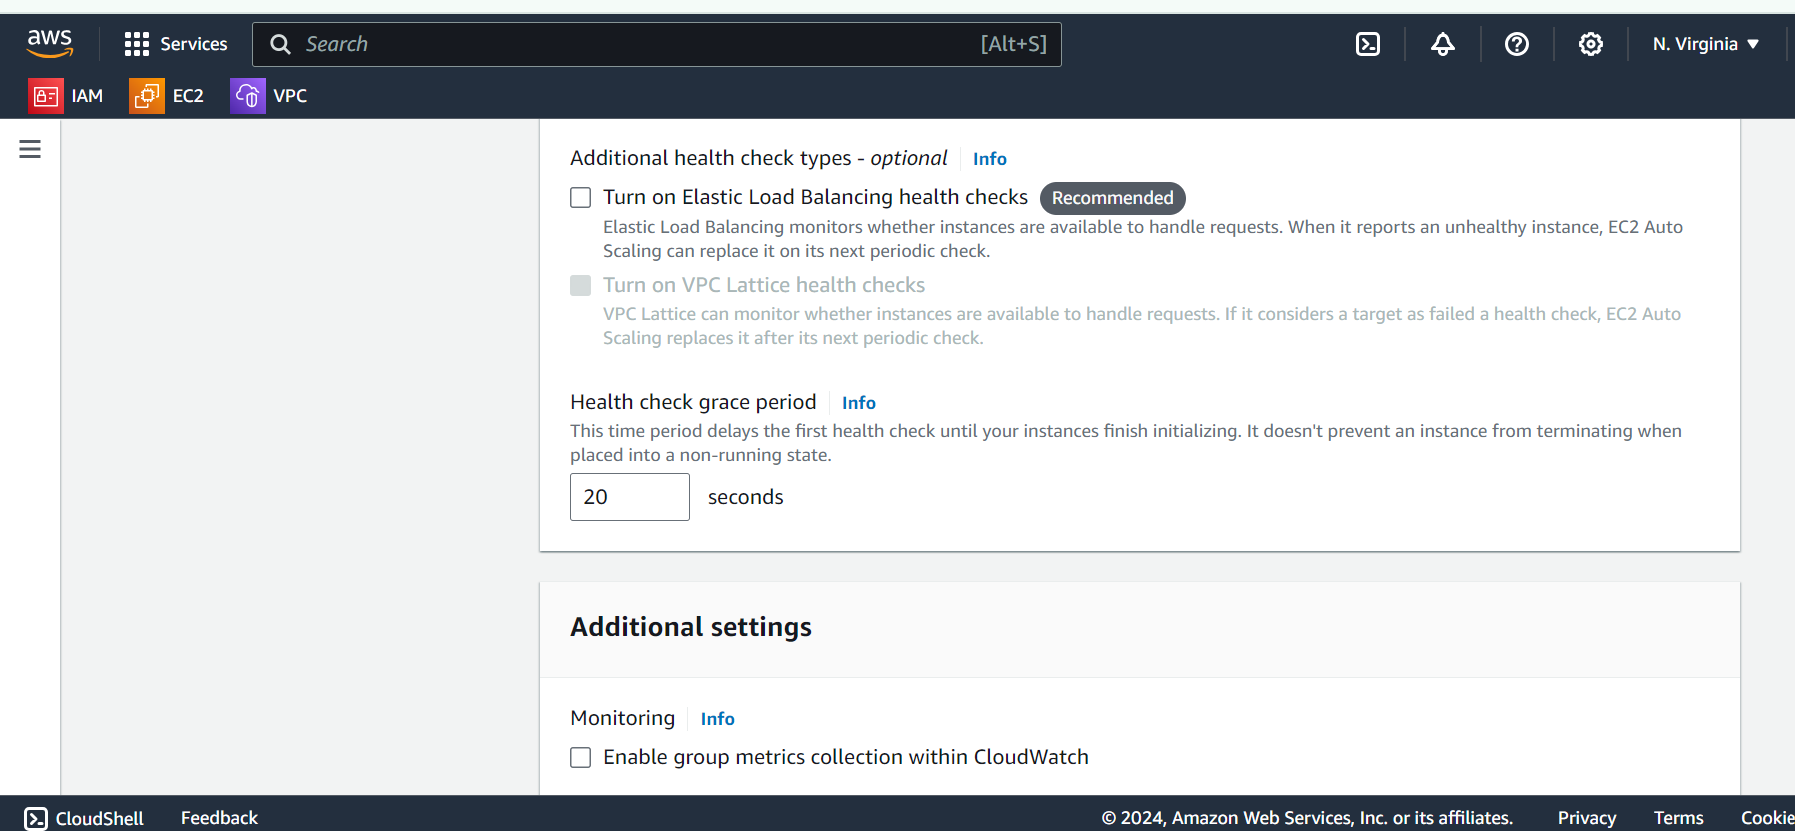 aws
Services
Search
[Alt+S]
N. Virginia
IAM
EC2
VPC
Additional health check types - optional
Info
Turn on Elastic Load Balancing health checks
Recommended
Elastic Load Balancing monitors whether instances are available to handle requests. When it reports an unhealthy instance, EC2 Auto
Scaling can replace it on its next periodic check.
Turn on VPC Lattice health checks
VPC Lattice can monitor whether instances are available to handle requests. If it considers a target as failed a health check, EC2 Auto
Scaling replaces it after its next periodic check.
Health check grace period
Info
This time period delays the first health check until your instances finish initializing. It doesn't prevent an instance from terminating when
placed into a non-running state.
20
seconds
Additional settings
Monitoring
Info
Enable group metrics collection within CloudWatch
CloudShell
Feedback
© 2024, Amazon Web Services, Inc. or its affiliates.
Privacy
Terms
Cookie